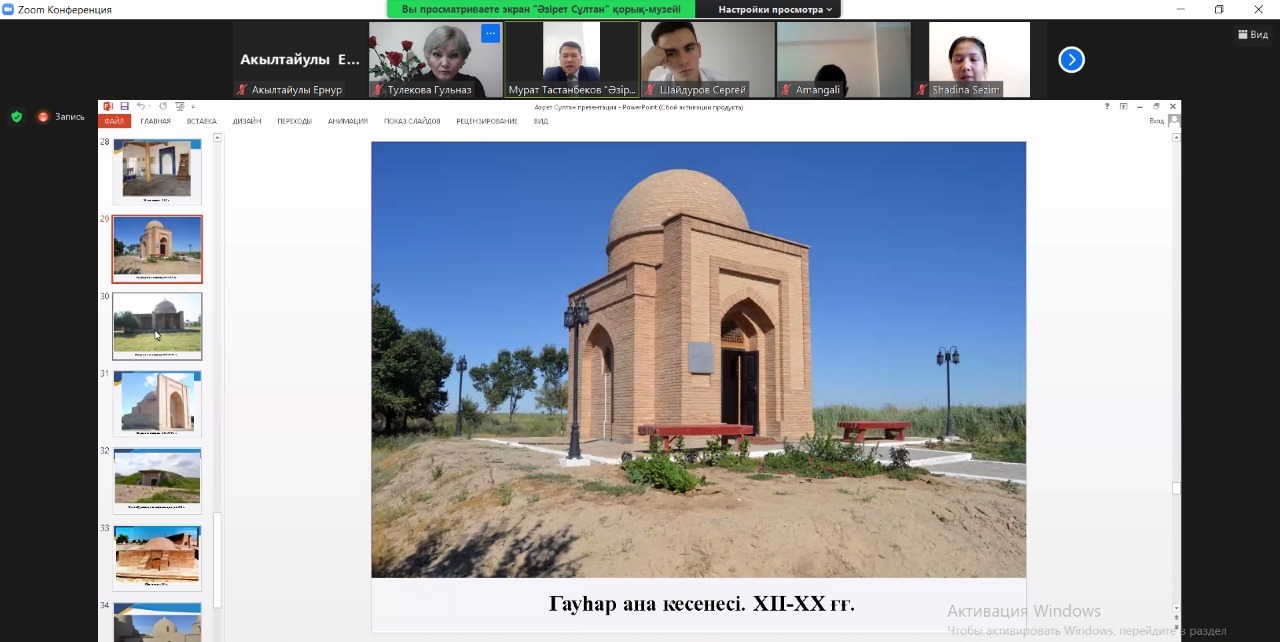 Zoom Конференция
Вы просматриваете экран "Әзірет Сұлтан" қорық-музейі
Настройки просмотра
Вид
Акылтайулы Е...
Акылтайулы Ернур
Тулекова Гульназ
Мурат Тастанбеков "Әзір...
Шайдуров Сергей
Amangali
Shadina Sezim
Запись
Азрет Султан презентация - PowerPoint (Сбой активации продукта)
ФАЙЛ ГЛАВНАЯ ВСТАВКА ДИЗАЙН ПЕРЕХОДЫ АНИМАЦИЯ ПОКАЗ СЛАЙДОВ РЕЦЕНЗИРОВАНИЕ ВИД
Вход
28
29
30
31
32
33
34
Гауһар ана кесенесі. XII-XX ғғ.
Активация Windows
Чтобы активировать Windows, перейдите в раздел